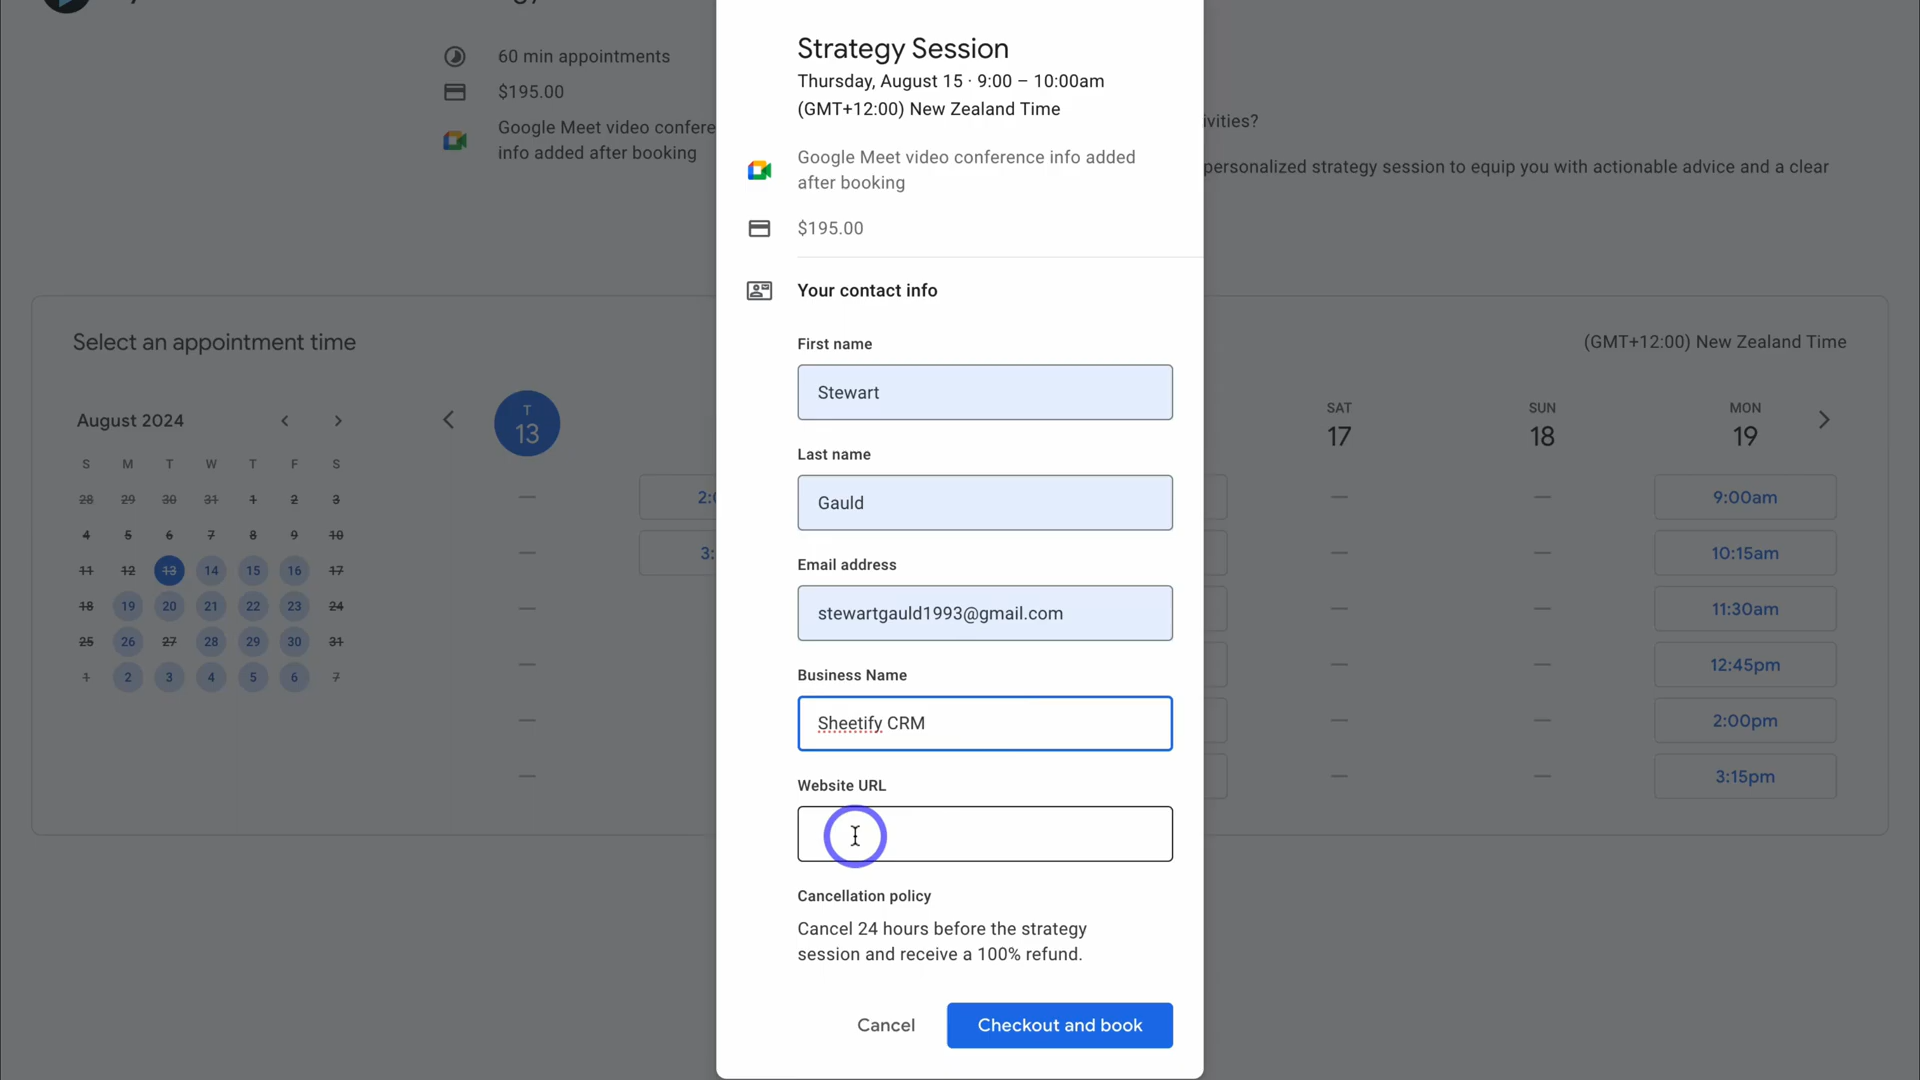 60 min appointments
$195.00
Google Meet video confere
info added after booking
ivities?
personalized strategy session to equip you with actionable advice and a clear
Strategy Session
Thursday, August 15 · 9:00 – 10:00am
(GMT+12:00) New Zealand Time
Google Meet video conference info added
after booking
$195.00
Your contact info
First name
Stewart
Last name
Gauld
Email address
stewartgauld1993@gmail.com
Business Name
Sheetify CRM
Website URL
Cancellation policy
Cancel 24 hours before the strategy
session and receive a 100% refund.
Cancel
Checkout and book
Select an appointment time
(GMT+12:00) New Zealand Time
August 2024
S M T W T F S
28 29 30 31 1 2 3
4 5 6 7 8 9 10
11 12 13 14 15 16 17
18 19 20 21 22 23 24
25 26 27 28 29 30 31
1 2 3 4 5 6 7
T
13
2:0
3:
SAT
17
SUN
18
MON
19
9:00am
10:15am
11:30am
12:45pm
2:00pm
3:15pm